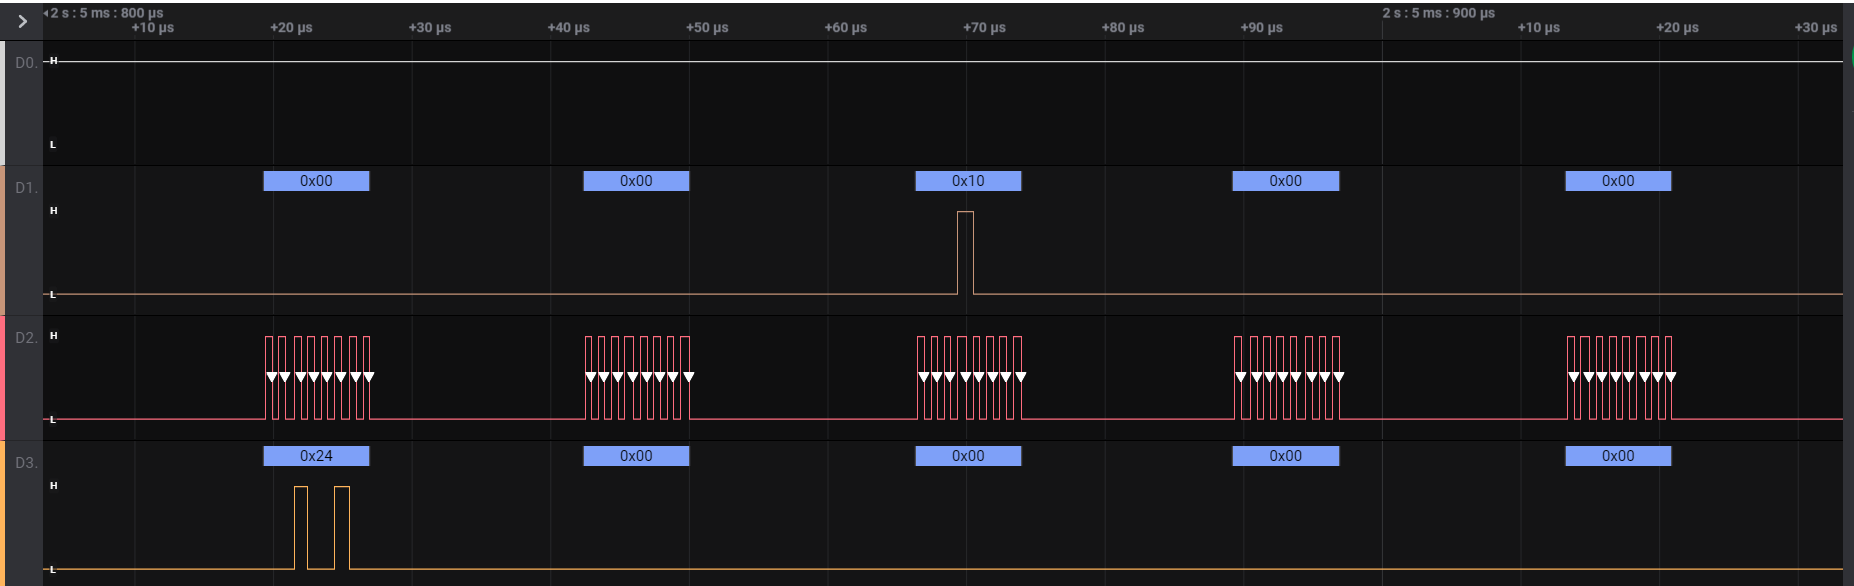 2 s : 5 ms : 800 µs 2 s : 5 ms : 900 µs
+10 µs +20 µs +30 µs +40 µs +50 µs +60 µs +70 µs +80 µs +90 µs +10 µs +20 µs +30 µs
D0. H
L
0x00 0x00 0x10 0x00 0x00
D1.
H
L
D2. H
L
0x24 0x00 0x00 0x00 0x00
D3.
H
L